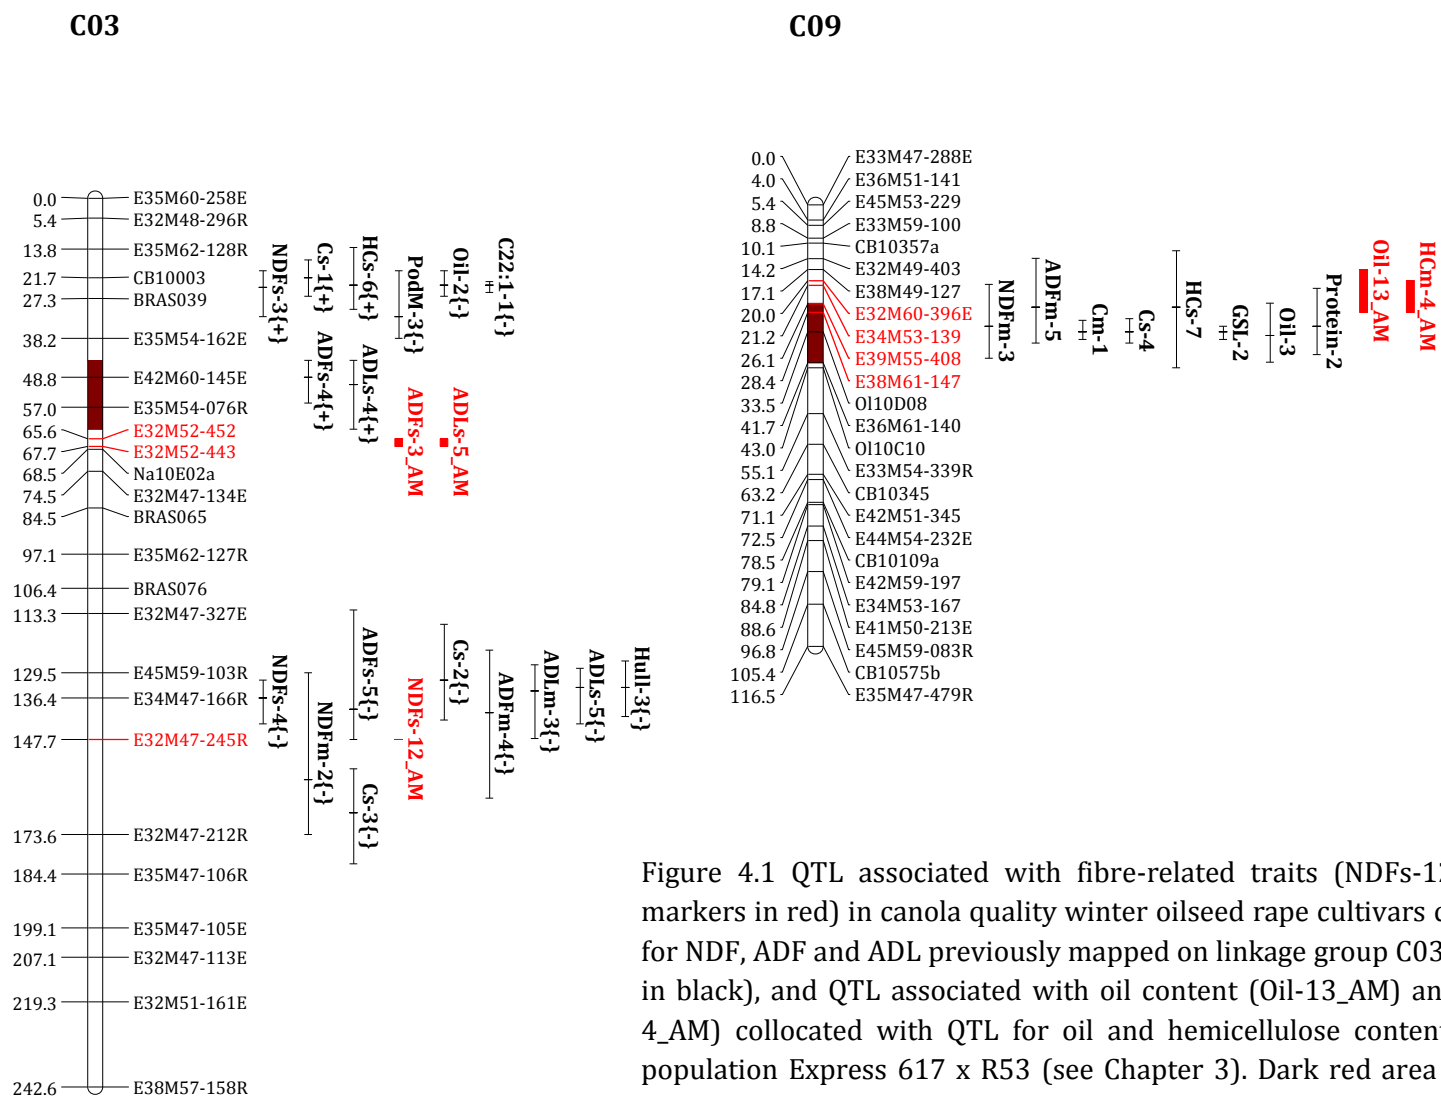 C03
0.0 E35M60-258E
5.4 E32M48-296R
13.8 E35M62-128R
21.7 CB10003
27.3 BRAS039
38.2 E35M54-162E
48.8 E42M60-145E
57.0 E35M54-076R
65.6 E32M52-452
67.7 E32M52-443
68.5 Na10E02a
74.5 E32M47-134E
84.5 BRAS065
97.1 E35M62-127R
106.4 BRAS076
113.3 E32M47-327E
129.5 E45M59-103R
136.4 E34M47-166R
147.7 E32M47-245R
173.6 E32M47-212R
184.4 E35M47-106R
199.1 E35M47-105E
207.1 E32M47-113E
219.3 E32M51-161E
242.6 E38M57-158R
NDFs-3{+}
Cs-1{+}
HCs-6{+}
PodM-3{-}
Oil-2{-}
C22:1-1{-}
ADFs-4{+}
ADLs-4{+}
ADFs-3_AM
ADLs-5_AM
NDFs-4{-}
NDFm-2{-}
ADFs-5{-}
Cs-3{-}
NDFs-12_AM
Cs-2{-}
ADFm-4{-}
ADLm-3{-}
ADLs-5{-}
Hull-3{-}
C09
0.0 E33M47-288E
4.0 E36M51-141
5.4 E45M53-229
8.8 E33M59-100
10.1 CB10357a
14.2 E32M49-403
17.1 E38M49-127
20.0 E32M60-396E
21.2 E34M53-139
26.1 E39M55-408
28.4 E38M61-147
33.5 Ol10D08
41.7 E36M61-140
43.0 Ol10C10
55.1 E33M54-339R
63.2 CB10345
71.1 E42M51-345
72.5 E44M54-232E
78.5 CB10109a
79.1 E42M59-197
84.8 E34M53-167
88.6 E41M50-213E
96.8 E45M59-083R
105.4 CB10575b
116.5 E35M47-479R
NDFm-3
ADFm-5
Cm-1
Cs-4
HCs-7
GSL-2
Oil-3
Protein-2
Oil-13_AM
HCm-4_AM
Figure 4.1 QTL associated with fibre-related traits (NDFs-12
markers in red) in canola quality winter oilseed rape cultivars
for NDF, ADF and ADL previously mapped on linkage group C03
in black), and QTL associated with oil content (Oil-13_AM) an
4_AM) collocated with QTL for oil and hemicellulose content
population Express 617 x R53 (see Chapter 3). Dark red area